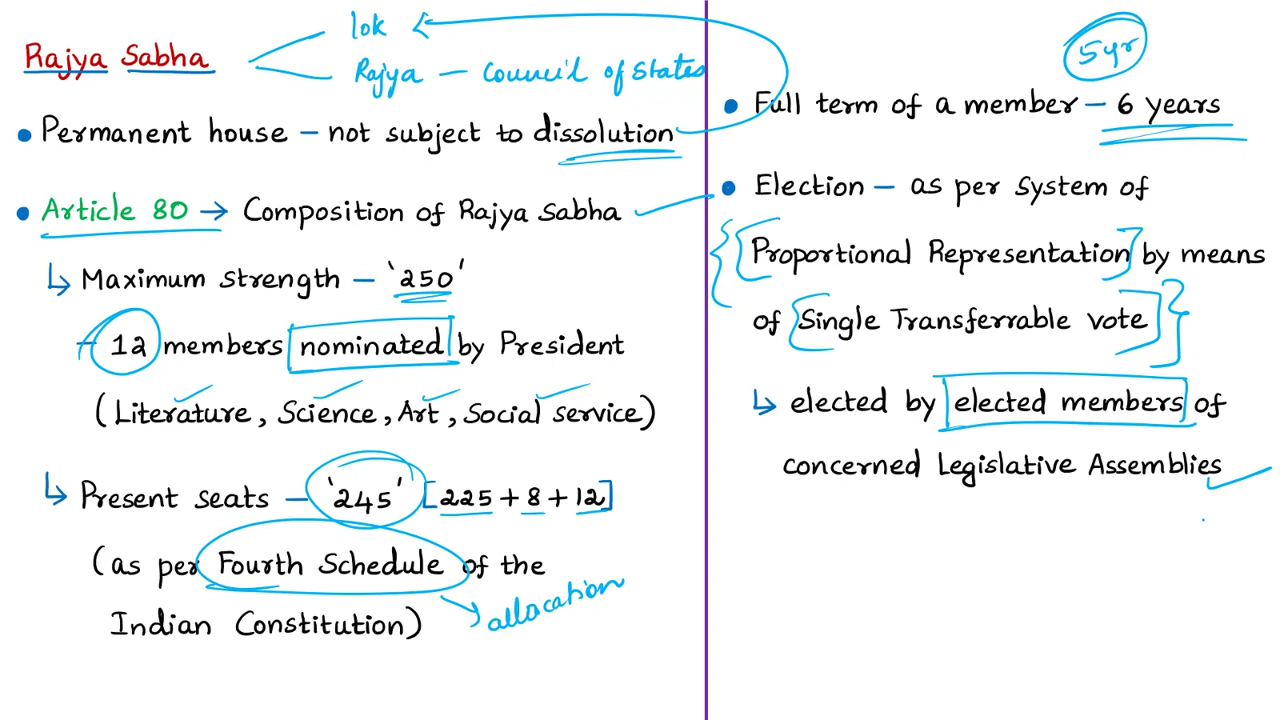 lok
Rajya Sabha
Rajya – Council of States
• Permanent house – not subject to dissolution
• Article 80 → Composition of Rajya Sabha
↳ Maximum strength – '250'
– 12 members nominated by President
(Literature, Science, Art, Social service)
↳ Present seats – '245' [225 + 8 + 12]
(as per Fourth Schedule of the
Indian Constitution)
allocation
5yr
• Full term of a member – 6 years
• Election – as per system of
[Proportional Representation] by means
of [Single Transferrable vote]
↳ elected by elected members of
concerned Legislative Assemblies